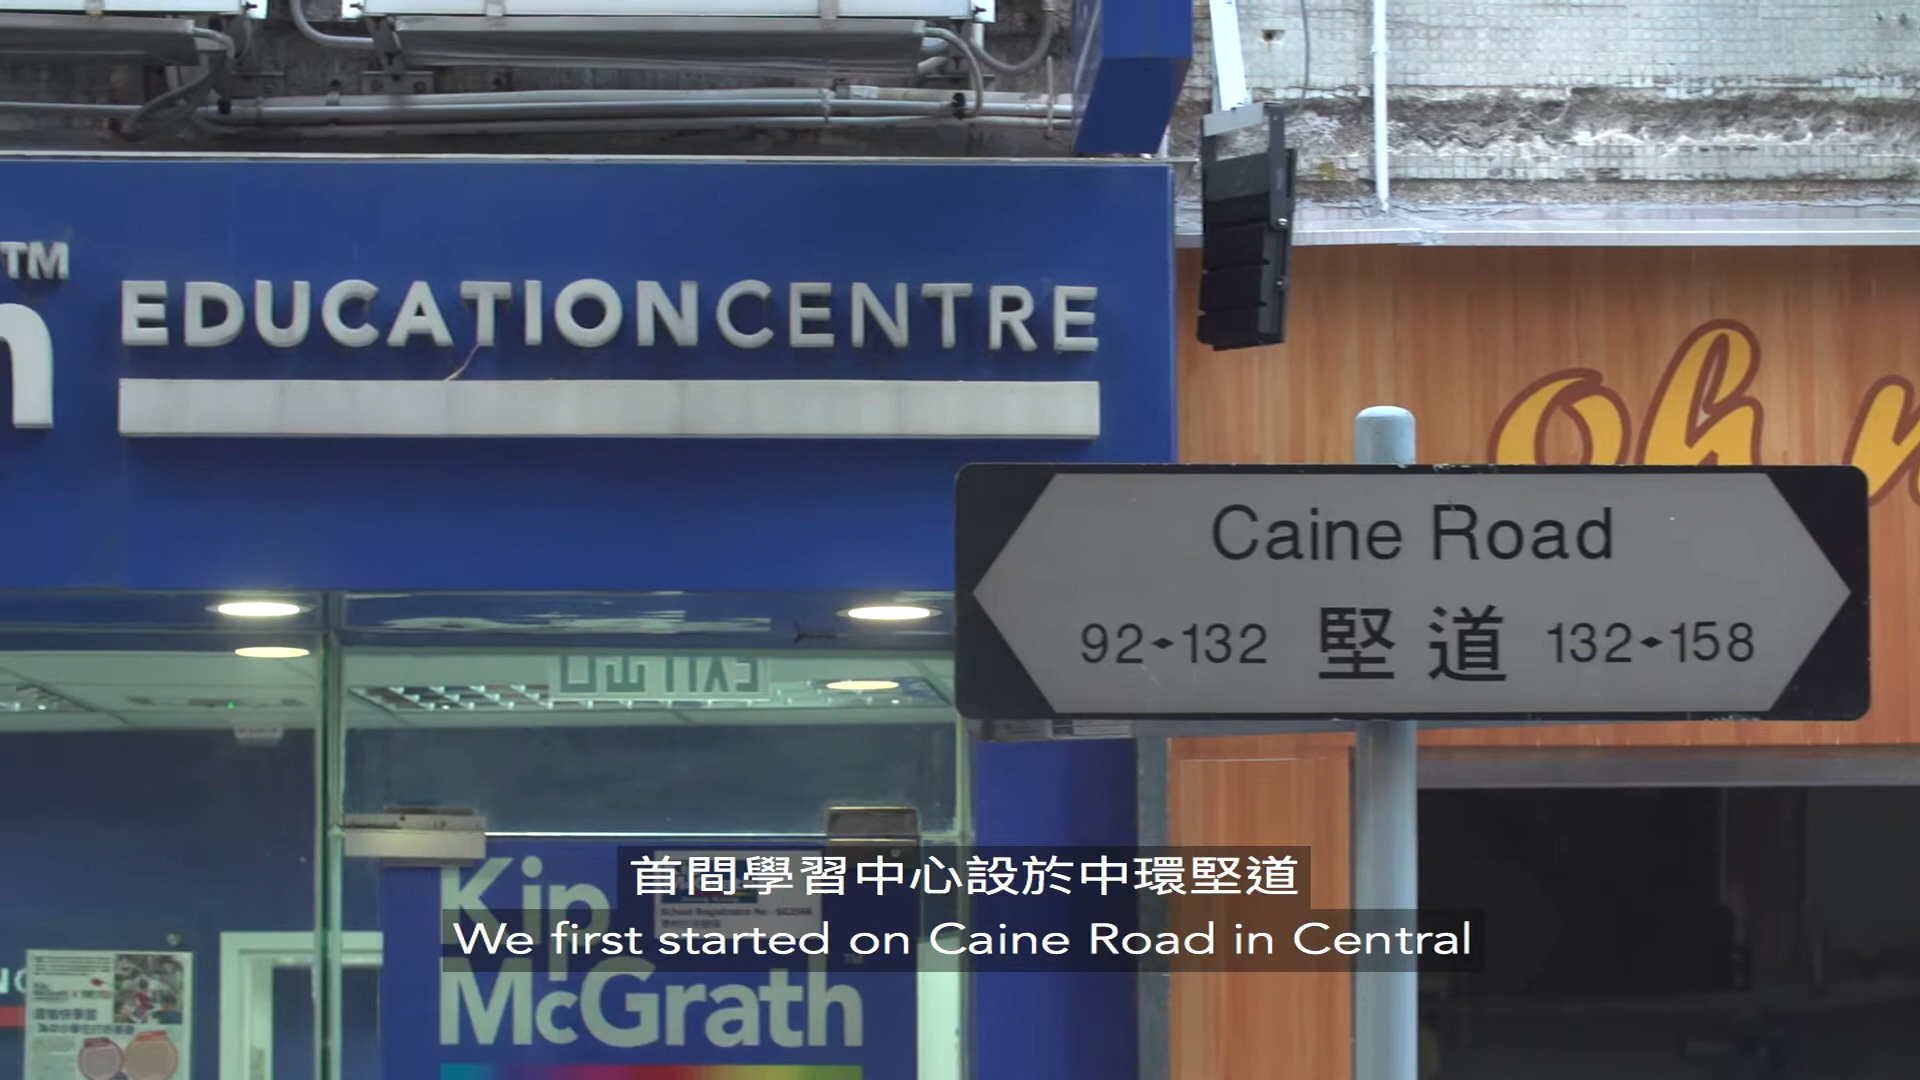 TM
EDUCATIONCENTRE
oh
Caine Road
92 132 堅道 132 158
首間學習中心設於中環堅道
We first started on Caine Road in Central
Kip
McGrath